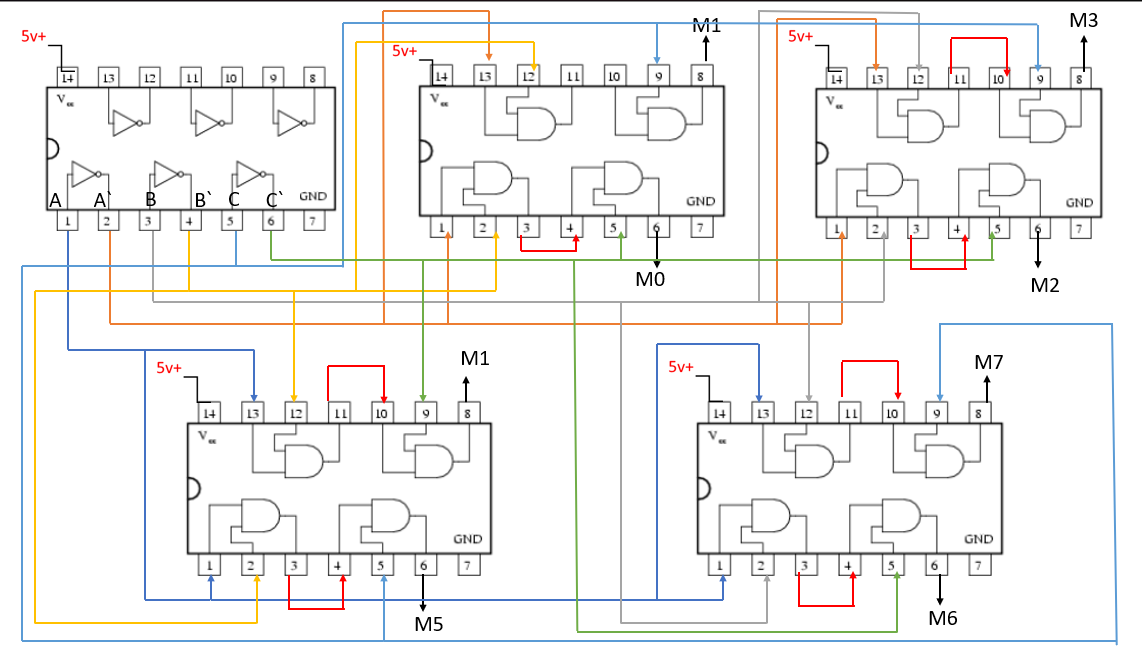 M1
M3
5v+
5v+
5v+
14 13 12 11 10 9 8
14 13 12 11 10 9 8
14 13 12 11 10 9 8
Vcc
Vcc
Vcc
GND
GND
GND
A A` B B` C C`
1 2 3 4 5 6 7
1 2 3 4 5 6 7
1 2 3 4 5 6 7
M0
M2
M1
M7
5v+
5v+
14 13 12 11 10 9 8
14 13 12 11 10 9 8
Vcc
Vcc
GND
GND
1 2 3 4 5 6 7
1 2 3 4 5 6 7
M5
M6